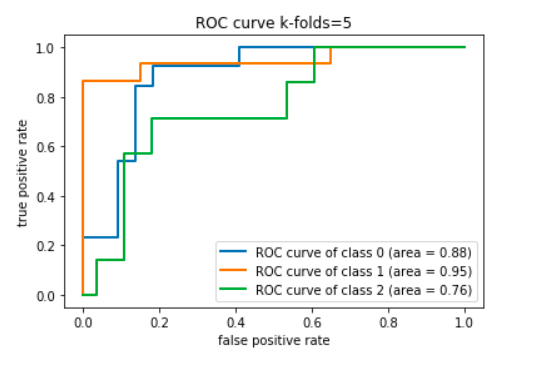 ROC curve k-folds=5
1.0
0.8
0.6
0.4
0.2
0.0
true positive rate
ROC curve of class 0 (area = 0.88)
ROC curve of class 1 (area = 0.95)
ROC curve of class 2 (area = 0.76)
0.0 0.2 0.4 0.6 0.8 1.0
false positive rate